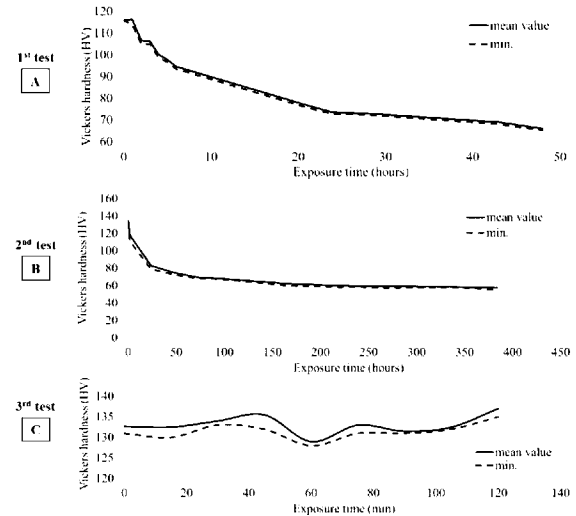 1st test
A
Vickers hardness (HV)
120
110
100
90
80
70
60
mean value
min.
0 10 20 30 40 50
Exposure time (hours)
2nd test
B
Vickers hardness (HV)
160
140
120
100
80
60
40
20
0
mean value
min.
0 50 100 150 200 250 300 350 400 450
Exposure time (hours)
3rd test
C
Vickers hardness (HV)
140
135
130
125
120
mean value
min.
0 20 40 60 80 100 120 140
Exposure time (min)